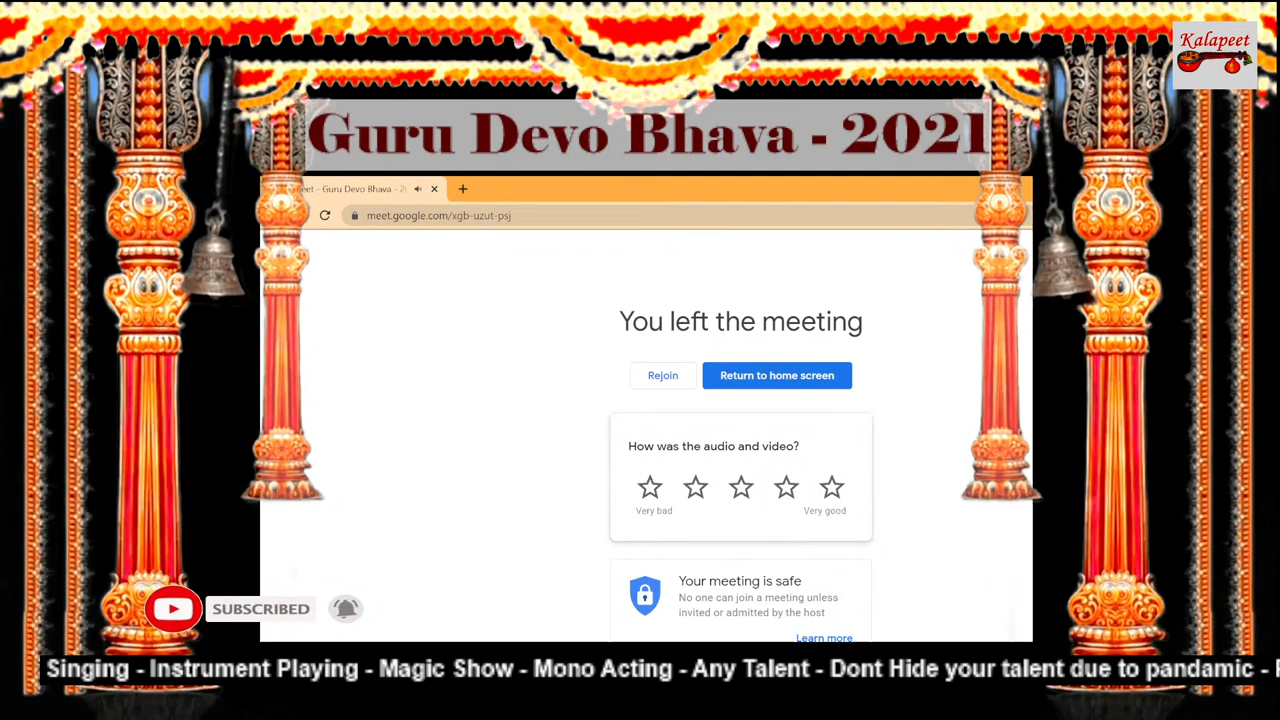 Kalapeet
Guru Devo Bhava - 2021
eet - Guru Devo Bhava - 2
meet.google.com/xgb-uzut-psj
You left the meeting
Rejoin
Return to home screen
How was the audio and video?
Very bad
Very good
Your meeting is safe
No one can join a meeting unless
invited or admitted by the host
Learn more
SUBSCRIBED
Singing - Instrument Playing - Magic Show - Mono Acting - Any Talent - Dont Hide your talent due to pandamic -